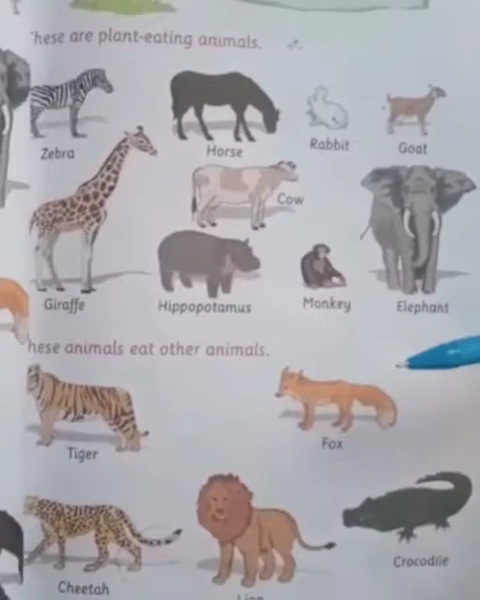 hese are plant-eating animals.
Zebra
Horse
Rabbit
Goat
Cow
Giraffe
Hippopotamus
Monkey
Elephant
hese animals eat other animals.
Tiger
Fox
Cheetah
Lion
Crocodile